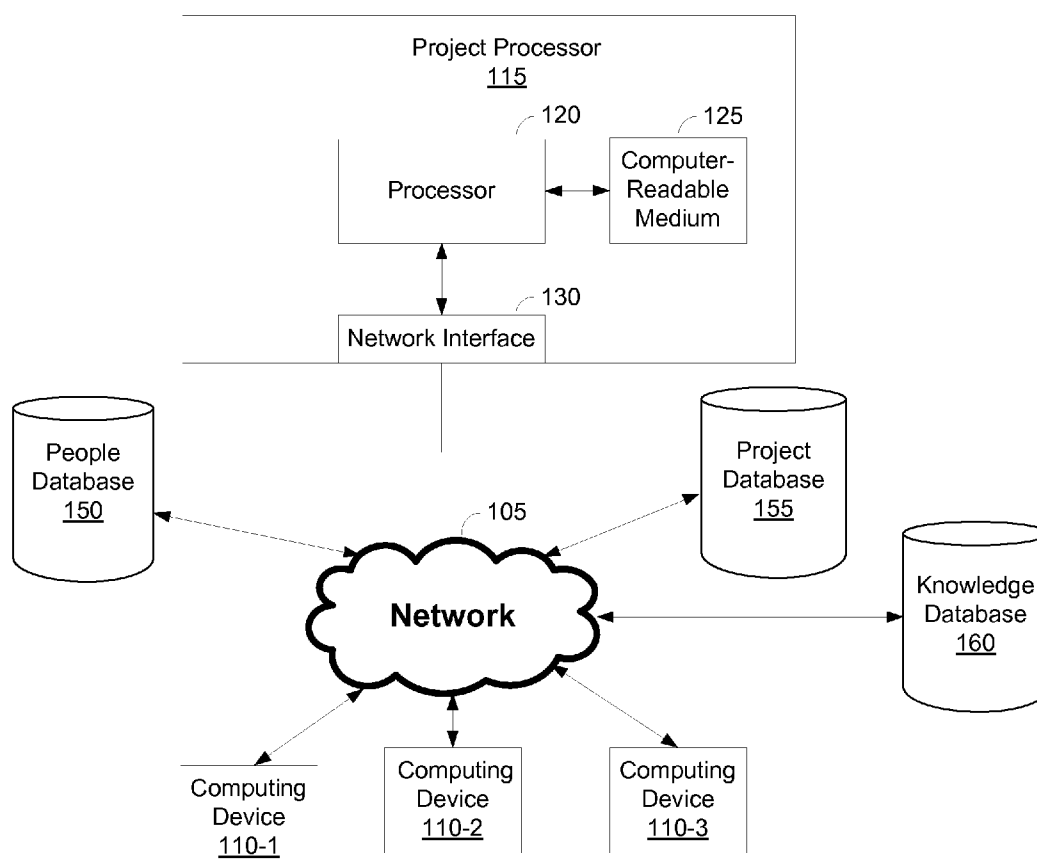 Project Processor
115
120
125
Processor
Computer-
Readable
Medium
130
Network Interface
People
Database
150
Project
Database
155
105
Network
Knowledge
Database
160
Computing
Device
110-1
Computing
Device
110-2
Computing
Device
110-3